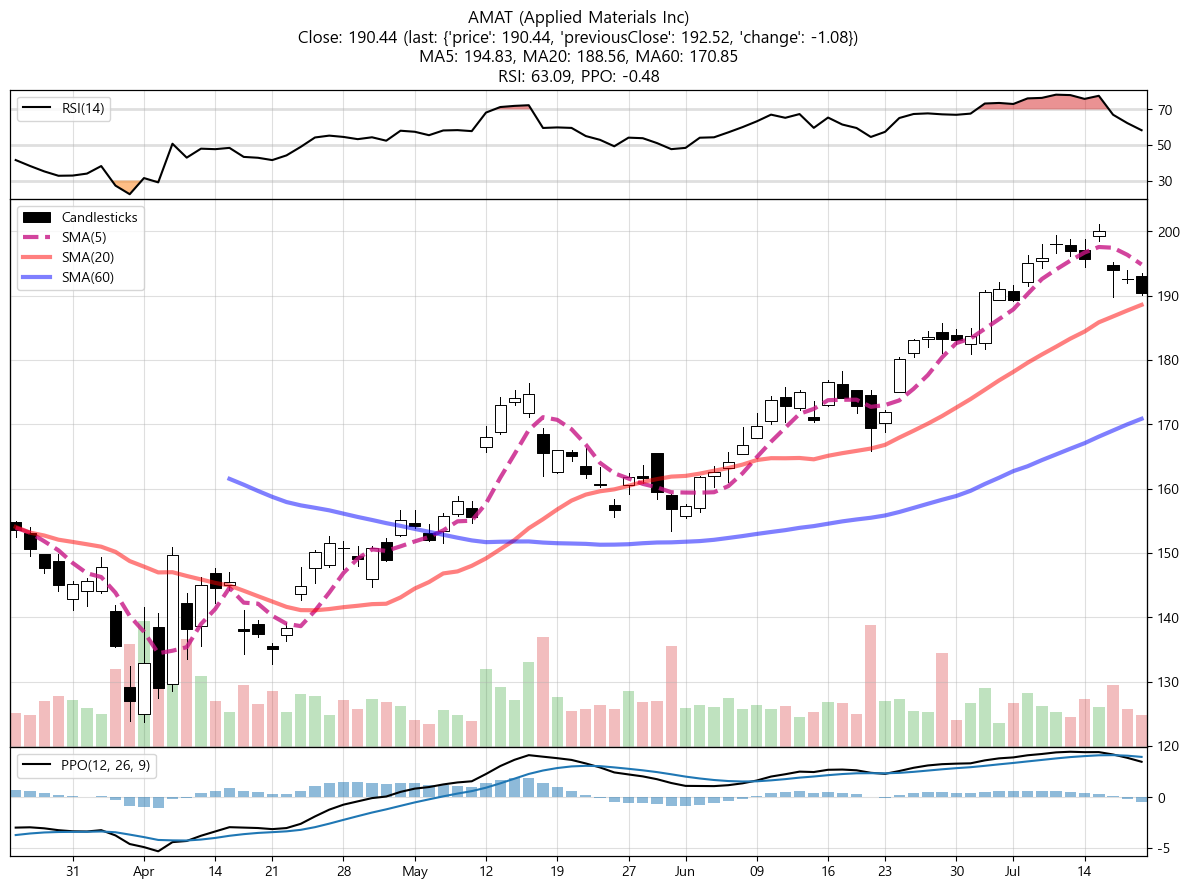 AMAT (Applied Materials Inc)
Close: 190.44 (last: {'price': 190.44, 'previousClose': 192.52, 'change': -1.08})
MA5: 194.83, MA20: 188.56, MA60: 170.85
RSI: 63.09, PPO: -0.48
RSI(14)
70
50
30
Candlesticks
SMA(5)
SMA(20)
SMA(60)
200
190
180
170
160
150
140
130
120
PPO(12, 26, 9)
0
-5
31 Apr 14 21 28 May 12 19 27 Jun 09 16 23 30 Jul 14